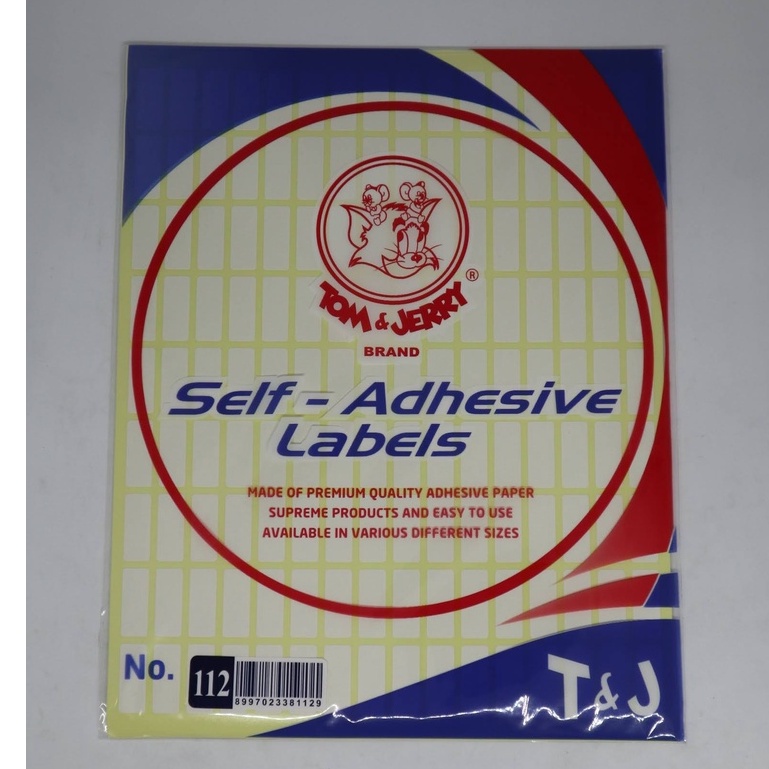 TOM & JERRY ®
BRAND
Self - Adhesive
Labels
MADE OF PREMIUM QUALITY ADHESIVE PAPER
SUPREME PRODUCTS AND EASY TO USE
AVAILABLE IN VARIOUS DIFFERENT SIZES
No. 112
8997023381129
T & J